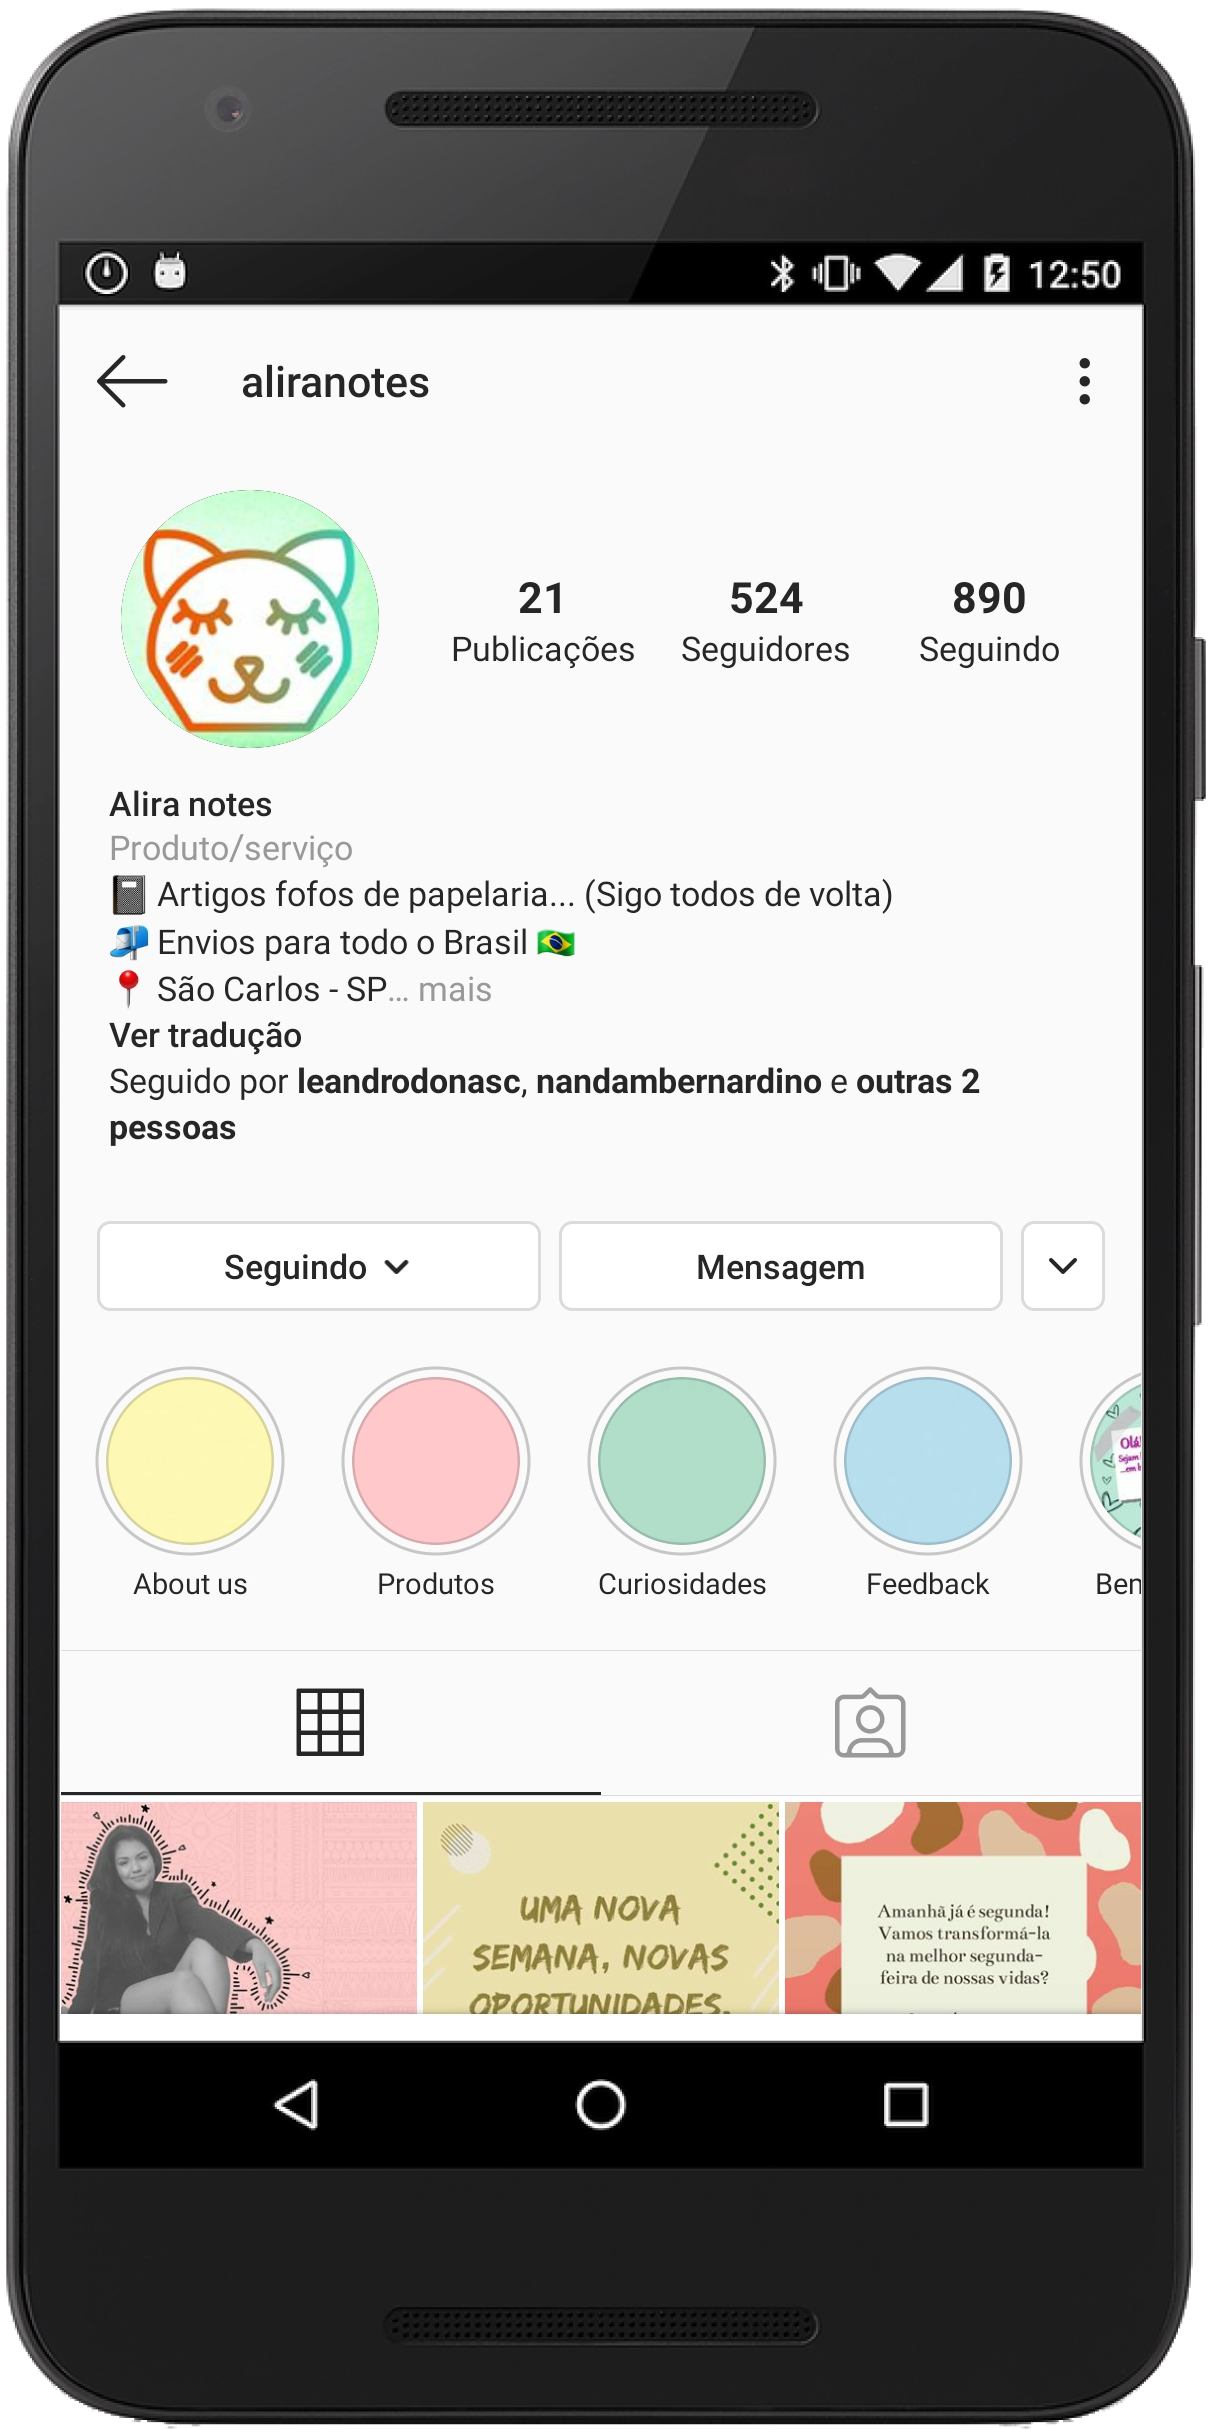 12:50
aliranotes
21 524 890
Publicações Seguidores Seguindo
Alira notes
Produto/serviço
Artigos fofos de papelaria... (Sigo todos de volta)
Envios para todo o Brasil
São Carlos - SP... mais
Ver tradução
Seguido por leandrodonasc, nandambernardino e outras 2
pessoas
Seguindo Mensagem
Olá!
Sejam
...em b
About us Produtos Curiosidades Feedback Ben
UMA NOVA
SEMANA, NOVAS
OPORTUNIDADES.
Amanhã já é segunda!
Vamos transformá-la
na melhor segunda-
feira de nossas vidas?